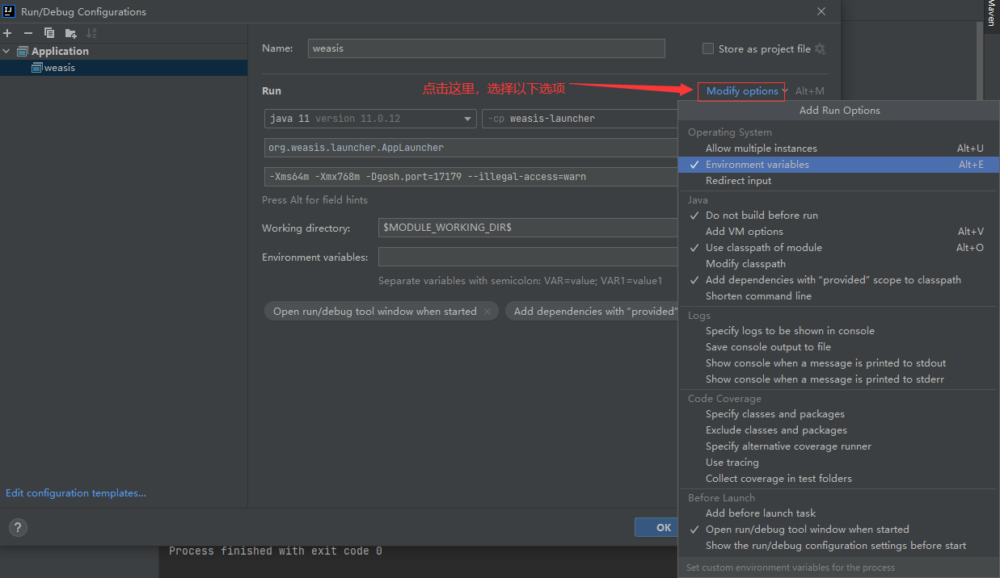 Run/Debug Configurations
Maven
Application
weasis
Name:
weasis
Store as project file
Run
点击这里，选择以下选项
Modify options
Alt+M
java 11 version 11.0.12
-cp weasis-launcher
org.weasis.launcher.AppLauncher
-Xms64m -Xmx768m -Dgosh.port=17179 --illegal-access=warn
Press Alt for field hints
Working directory:
$MODULE_WORKING_DIR$
Environment variables:
Separate variables with semicolon: VAR=value; VAR1=value1
Open run/debug tool window when started ×
Add dependencies with “provided”
Add Run Options
Operating System
Allow multiple instances Alt+U
Environment variables Alt+E
Redirect input
Java
Do not build before run
Add VM options Alt+V
Use classpath of module Alt+O
Modify classpath
Add dependencies with “provided” scope to classpath
Shorten command line
Logs
Specify logs to be shown in console
Save console output to file
Show console when a message is printed to stdout
Show console when a message is printed to stderr
Code Coverage
Specify classes and packages
Exclude classes and packages
Specify alternative coverage runner
Use tracing
Collect coverage in test folders
Before Launch
Add before launch task
Open run/debug tool window when started
Show the run/debug configuration settings before start
Set custom environment variables for the process
Edit configuration templates...
?
OK
Process finished with exit code 0